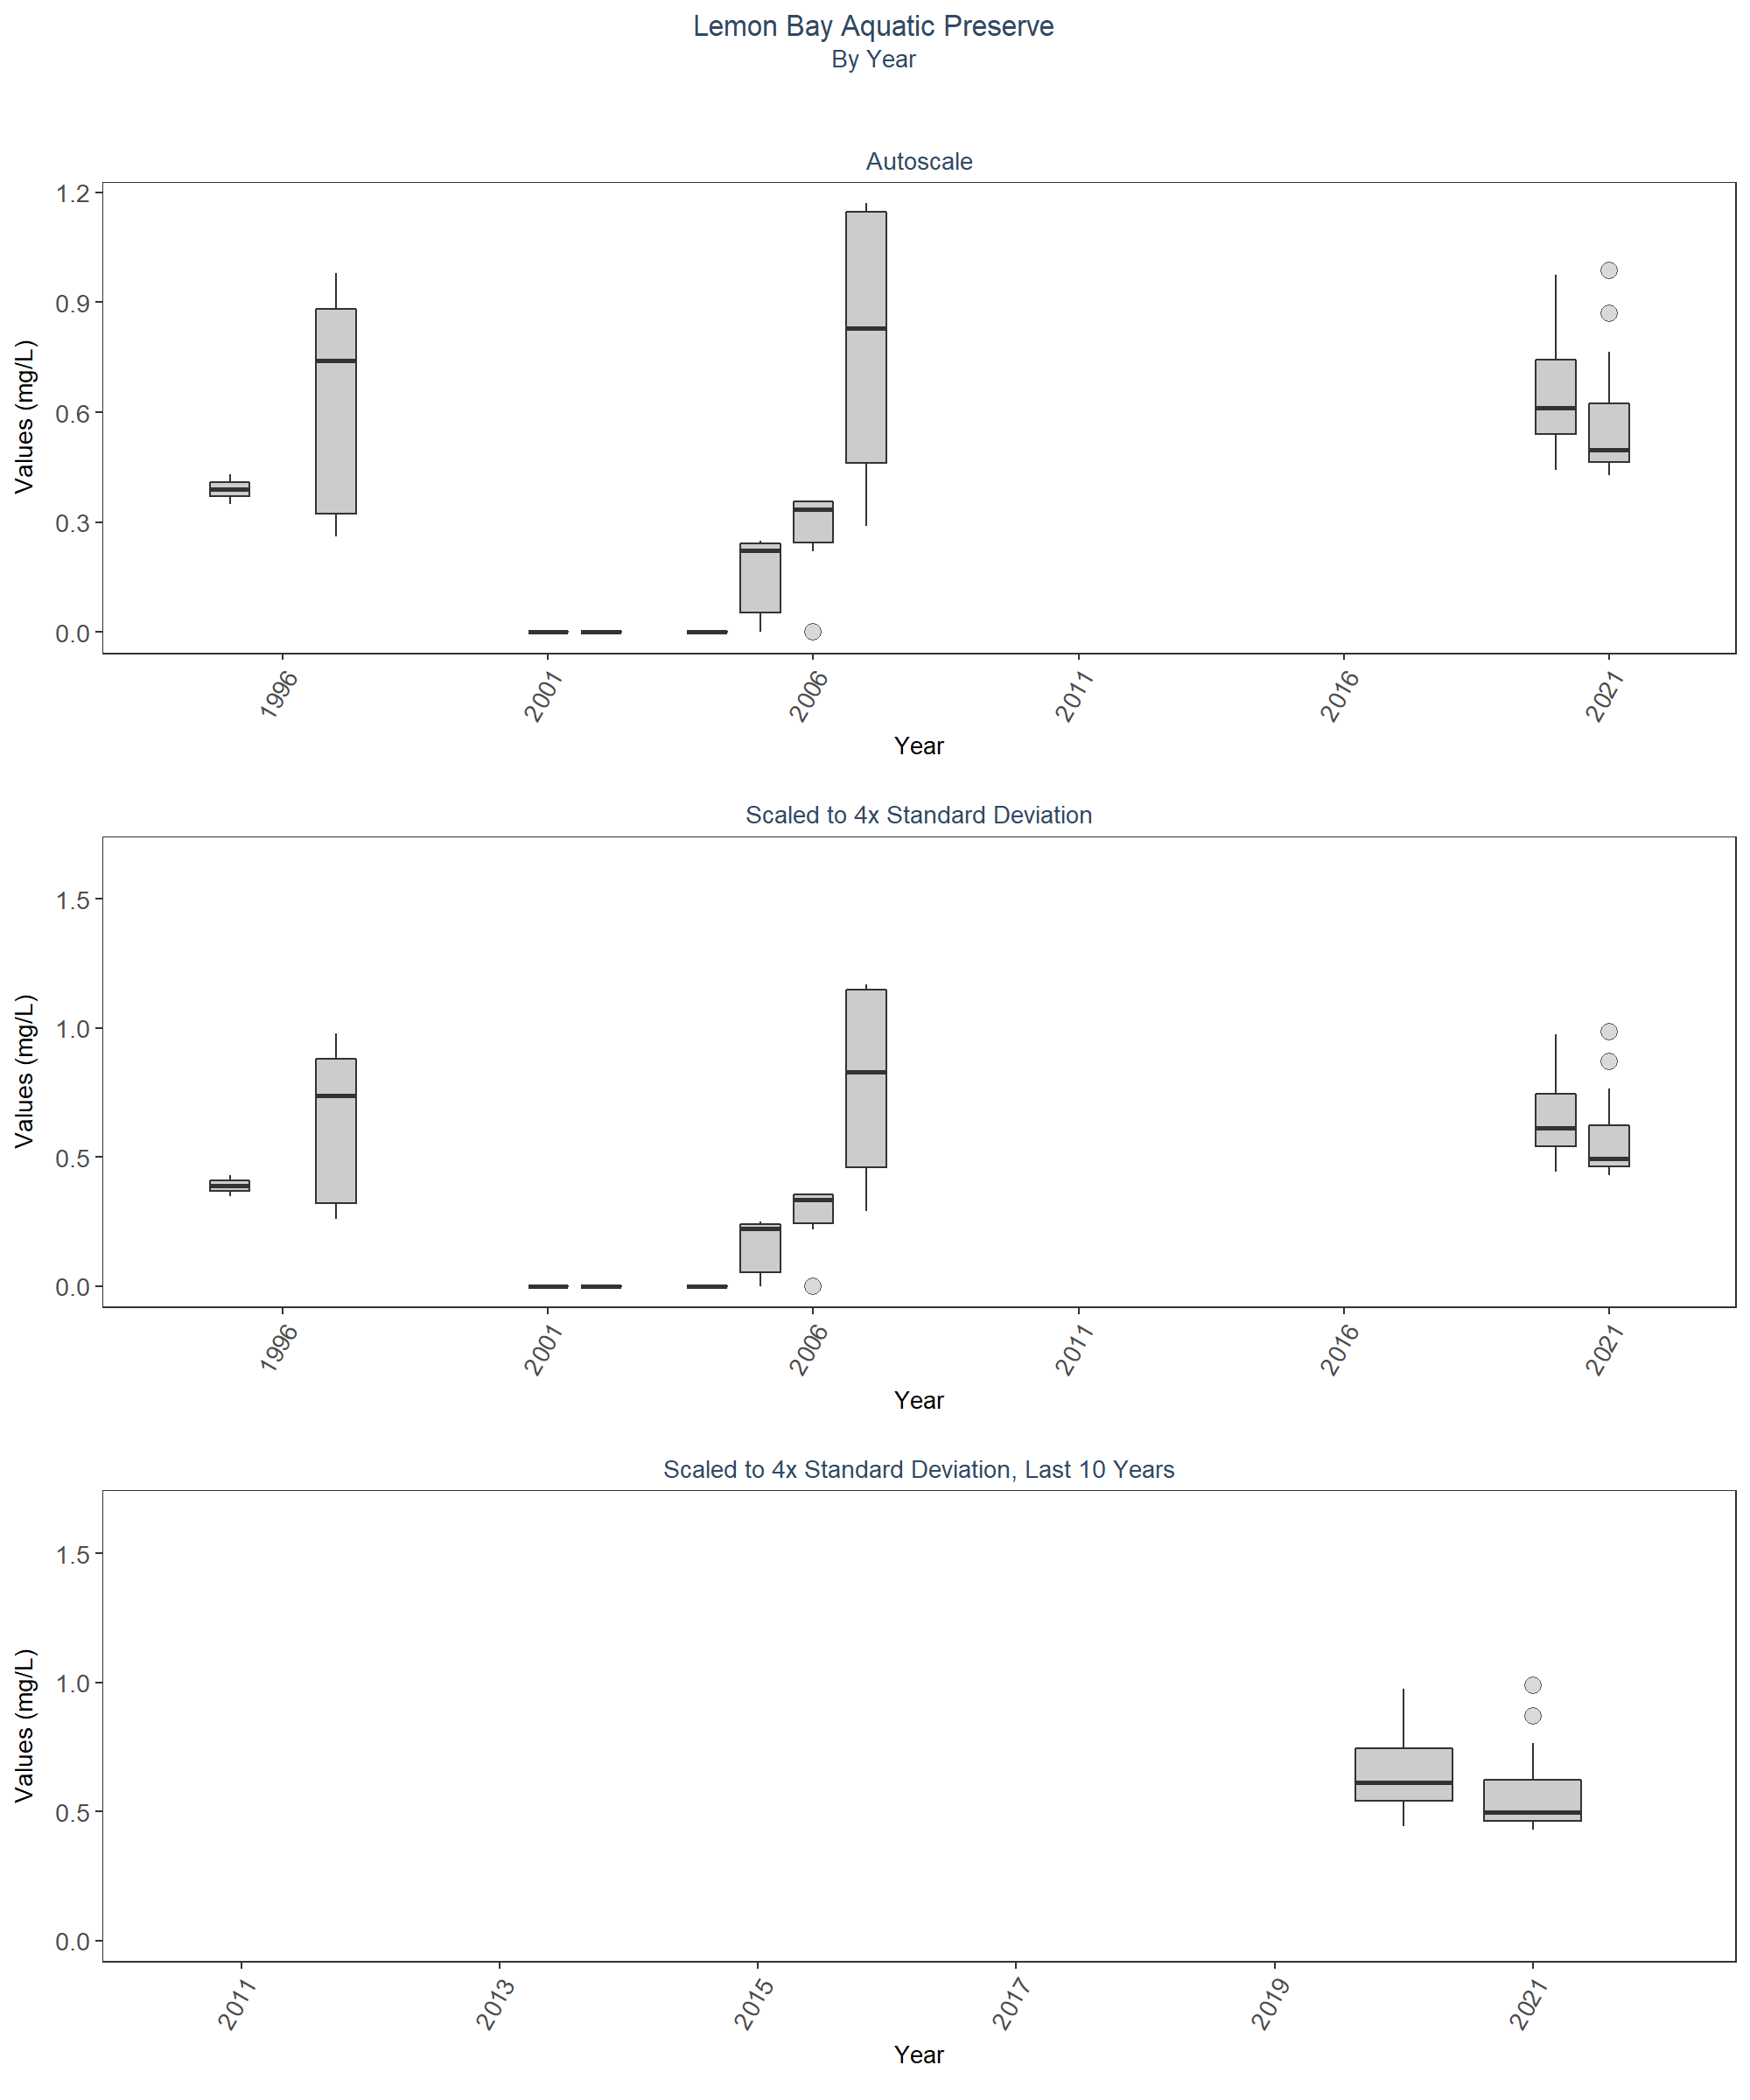 Lemon Bay Aquatic Preserve
By Year
Autoscale
Values (mg/L)
1.2
0.9
0.6
0.3
0.0
1996 2001 2006 2011 2016 2021
Year
Scaled to 4x Standard Deviation
Values (mg/L)
1.5
1.0
0.5
0.0
1996 2001 2006 2011 2016 2021
Year
Scaled to 4x Standard Deviation, Last 10 Years
Values (mg/L)
1.5
1.0
0.5
0.0
2011 2013 2015 2017 2019 2021
Year